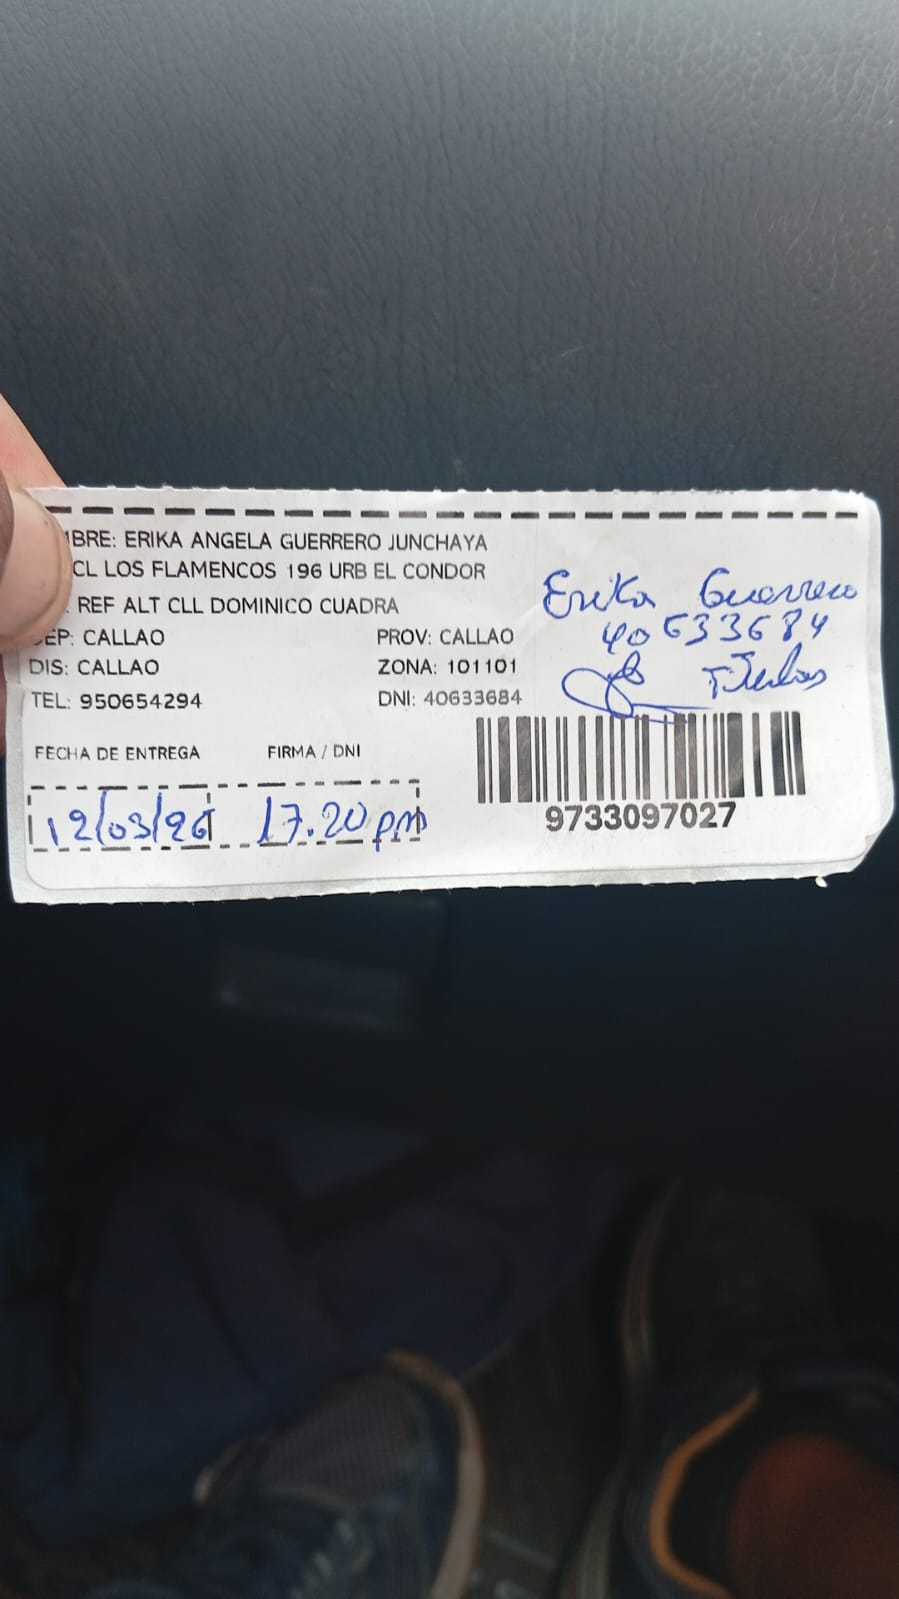 BRE: ERIKA ANGELA GUERRERO JUNCHAYA
CL LOS FLAMENCOS 196 URB EL CONDOR
REF ALT CLL DOMINICO CUADRA
DEP: CALLAO PROV: CALLAO
DIS: CALLAO ZONA: 101101
TEL: 950654294 DNI: 40633684
FECHA DE ENTREGA FIRMA / DNI
12/03/26 17.20 pm
Erika Guerrero
40633684
9733097027